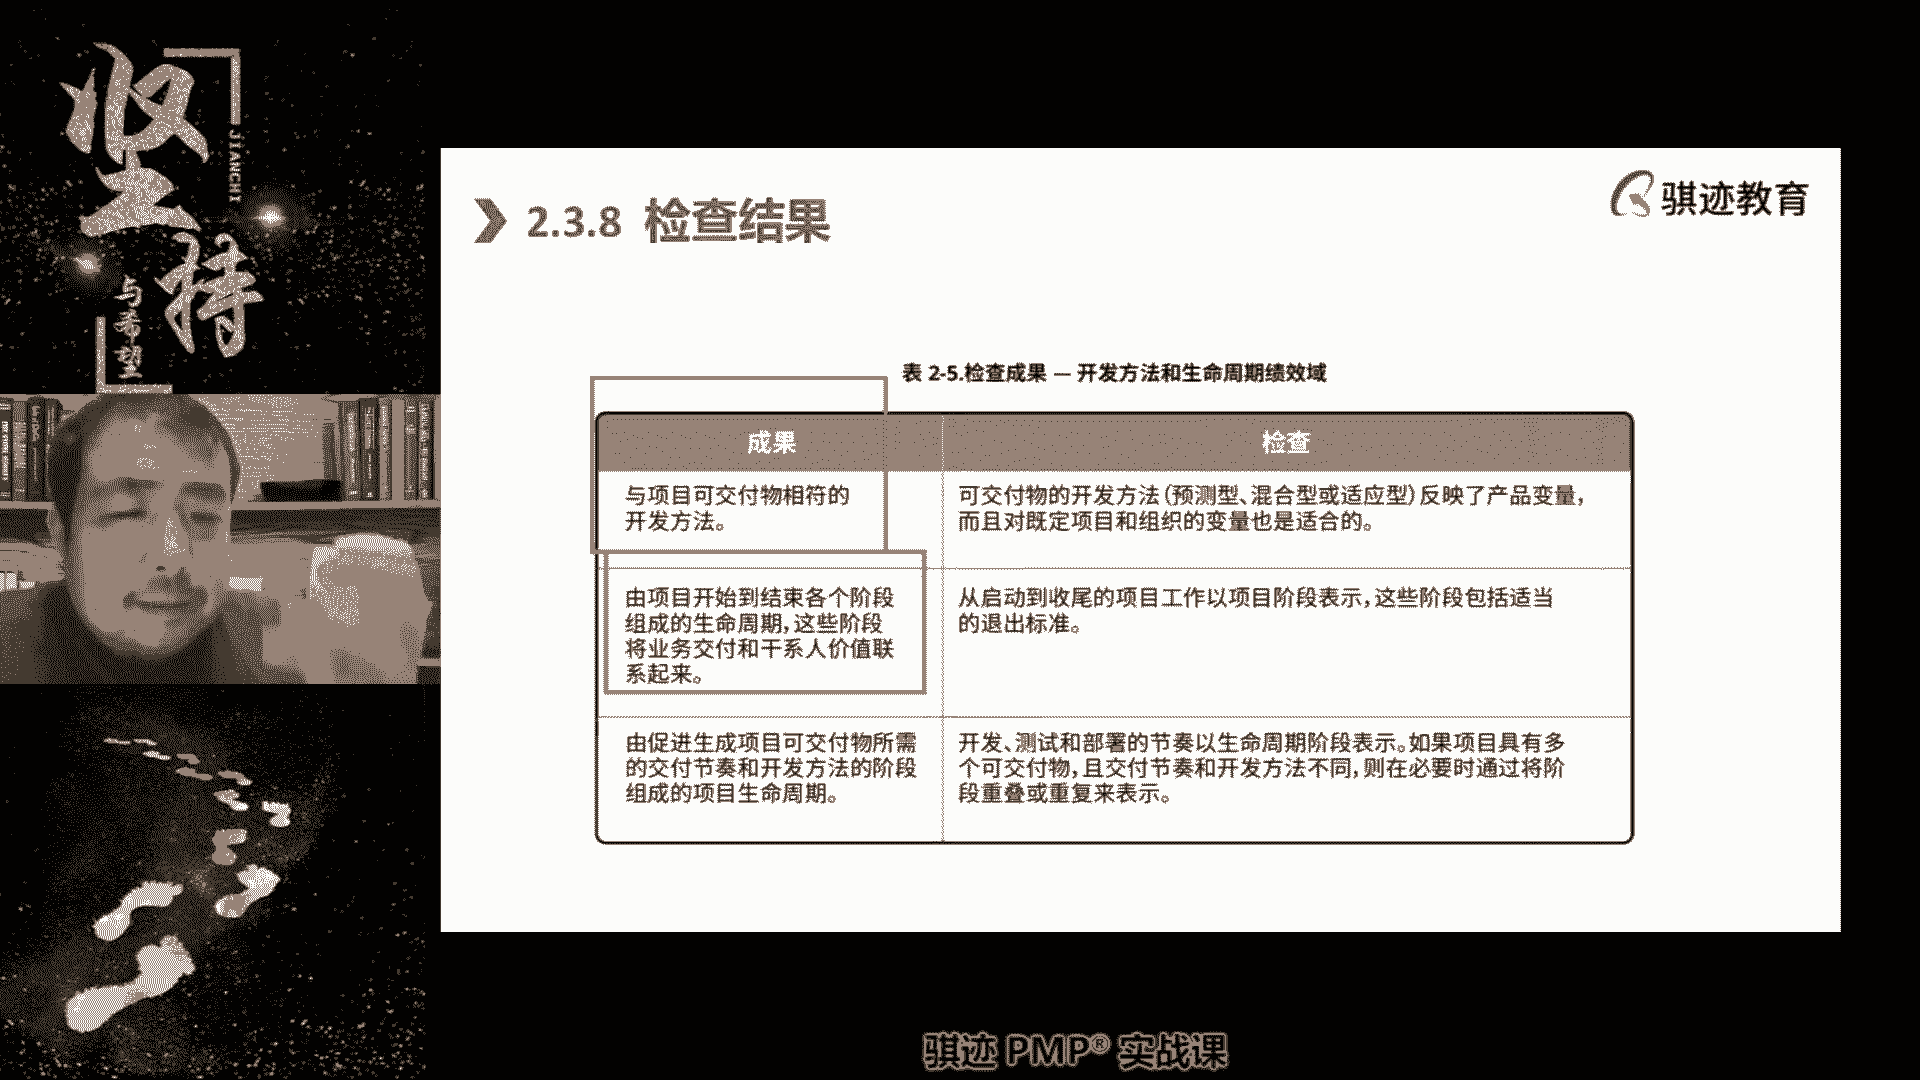 坚持
JIANCHI
与希望
骐迹教育
2.3.8 检查结果
表 2-5.检查成果 — 开发方法和生命周期绩效域
成果
检查
与项目可交付物相符的
开发方法。
可交付物的开发方法(预测型、混合型或适应型)反映了产品变量,
而且对既定项目和组织的变量也是适合的。
由项目开始到结束各个阶段
组成的生命周期,这些阶段
将业务交付和干系人价值联
系起来。
从启动到收尾的项目工作以项目阶段表示,这些阶段包括适当
的退出标准。
由促进生成项目可交付物所需
的交付节奏和开发方法的阶段
组成的项目生命周期。
开发、测试和部署的节奏以生命周期阶段表示。如果项目具有多
个可交付物,且交付节奏和开发方法不同,则在必要时通过将阶
段重叠或重复来表示。
骐迹 PMP® 实战课